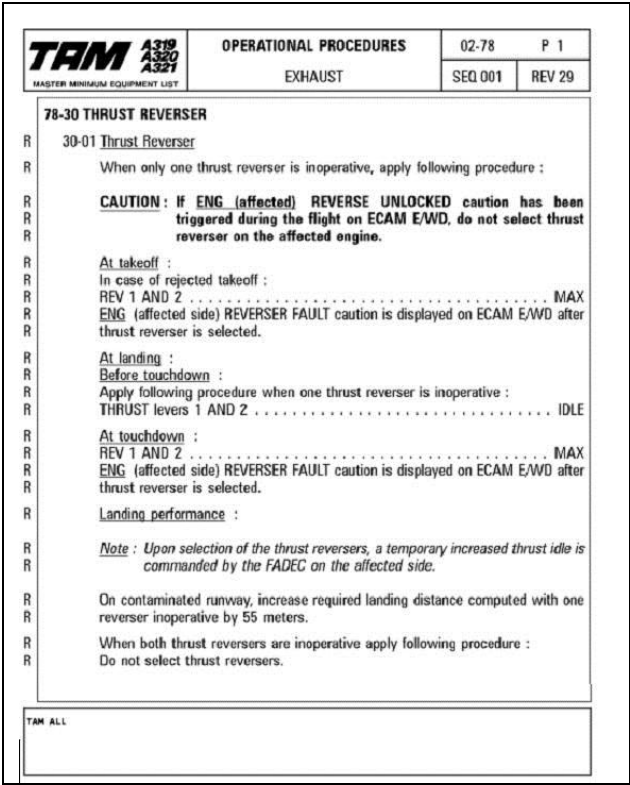 TAM A319 A320 A321
MASTER MINIMUM EQUIPMENT LIST
OPERATIONAL PROCEDURES
EXHAUST
02-78 P 1
SEQ 001 REV 29
78-30 THRUST REVERSER
R 30-01 Thrust Reverser
R When only one thrust reverser is inoperative, apply following procedure :
R CAUTION : If ENG (affected) REVERSE UNLOCKED caution has been
R triggered during the flight on ECAM E/WD, do not select thrust
R reverser on the affected engine.
R At takeoff :
R In case of rejected takeoff :
R REV 1 AND 2 . . . . . . . . . . . . . . . . . . . . . . . . . . . . . . . . . . . . . . MAX
R ENG (affected side) REVERSER FAULT caution is displayed on ECAM E/WD after
R thrust reverser is selected.
R At landing :
R Before touchdown :
R Apply following procedure when one thrust reverser is inoperative :
R THRUST levers 1 AND 2 . . . . . . . . . . . . . . . . . . . . . . . . . . . . . . . IDLE
R At touchdown :
R REV 1 AND 2 . . . . . . . . . . . . . . . . . . . . . . . . . . . . . . . . . . . . . . MAX
R ENG (affected side) REVERSER FAULT caution is displayed on ECAM E/WD after
R thrust reverser is selected.
R Landing performance :
R Note : Upon selection of the thrust reversers, a temporary increased thrust idle is
R commanded by the FADEC on the affected side.
R On contaminated runway, increase required landing distance computed with one
R reverser inoperative by 55 meters.
R When both thrust reversers are inoperative apply following procedure :
R Do not select thrust reversers.
TAM ALL